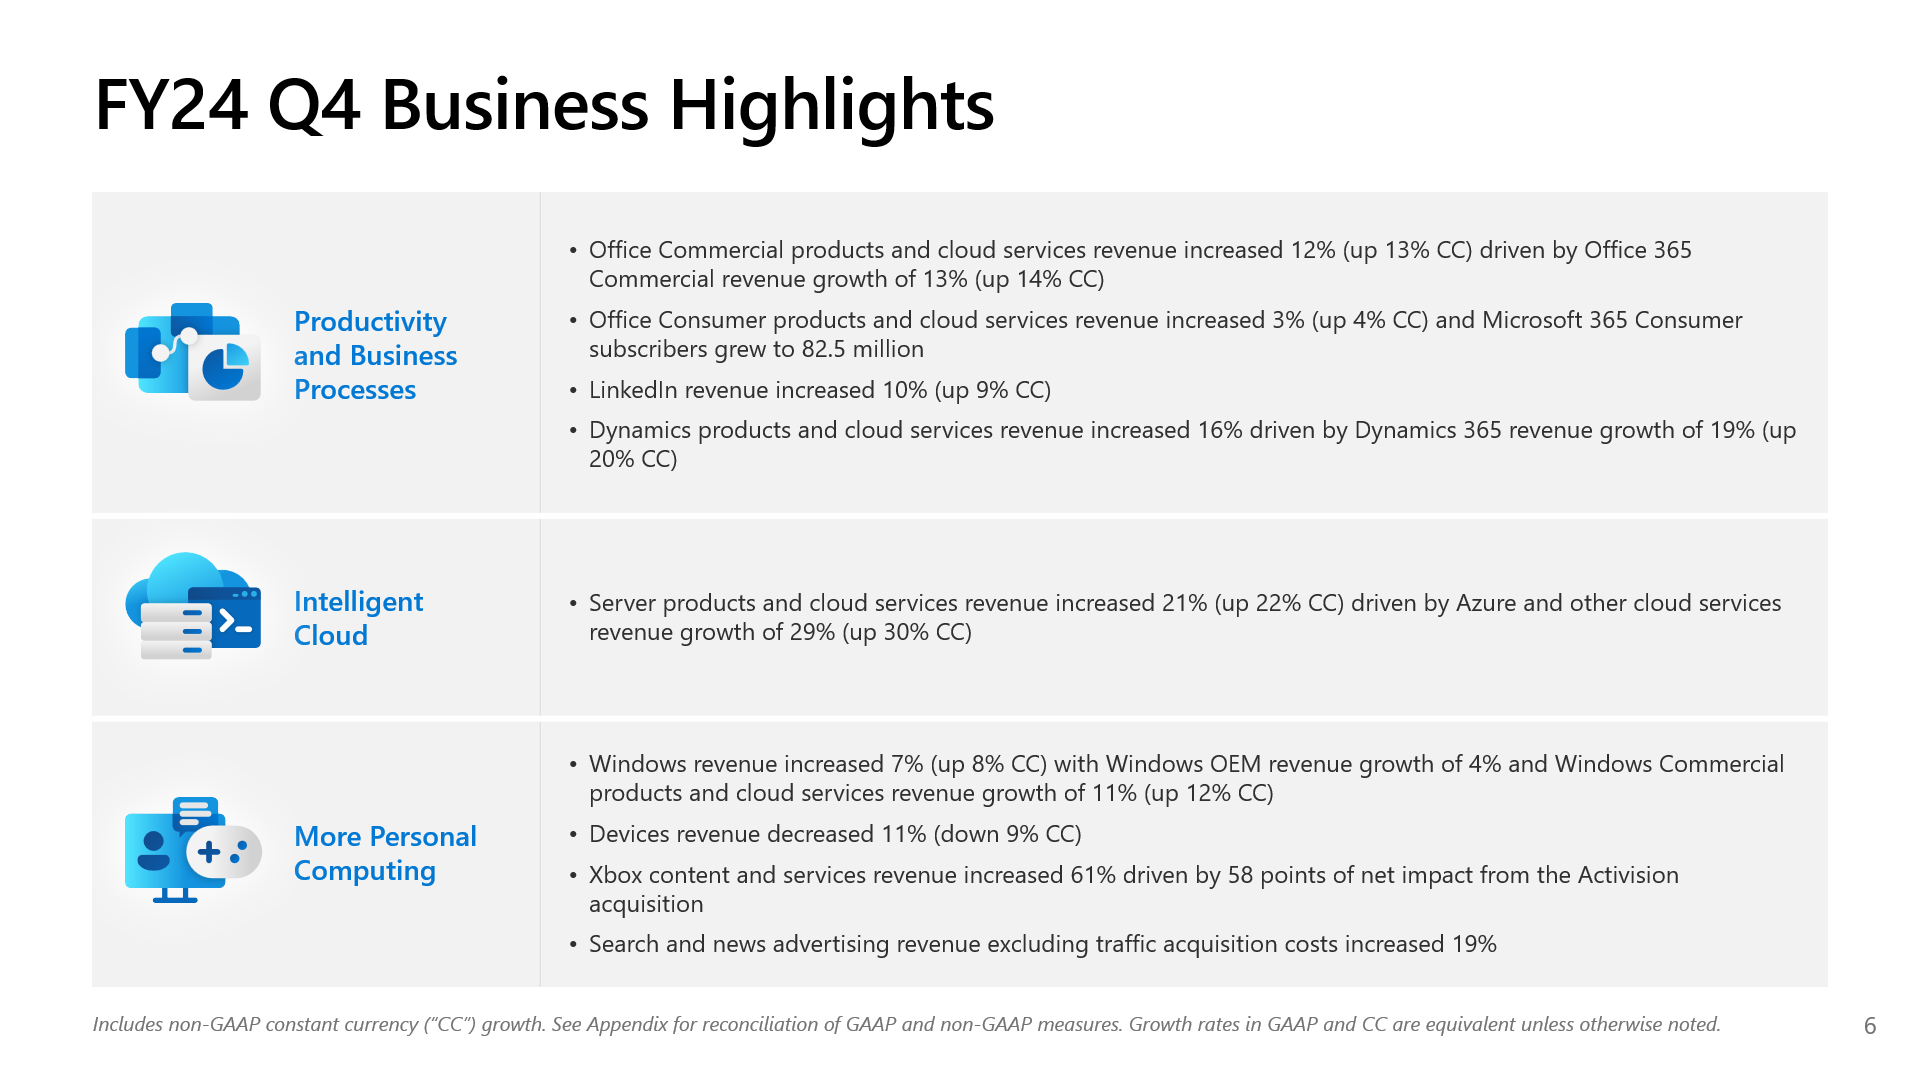 FY24 Q4 Business Highlights
Productivity
and Business
Processes
• Office Commercial products and cloud services revenue increased 12% (up 13% CC) driven by Office 365
Commercial revenue growth of 13% (up 14% CC)
• Office Consumer products and cloud services revenue increased 3% (up 4% CC) and Microsoft 365 Consumer
subscribers grew to 82.5 million
• LinkedIn revenue increased 10% (up 9% CC)
• Dynamics products and cloud services revenue increased 16% driven by Dynamics 365 revenue growth of 19% (up
20% CC)
Intelligent
Cloud
• Server products and cloud services revenue increased 21% (up 22% CC) driven by Azure and other cloud services
revenue growth of 29% (up 30% CC)
More Personal
Computing
• Windows revenue increased 7% (up 8% CC) with Windows OEM revenue growth of 4% and Windows Commercial
products and cloud services revenue growth of 11% (up 12% CC)
• Devices revenue decreased 11% (down 9% CC)
• Xbox content and services revenue increased 61% driven by 58 points of net impact from the Activision
acquisition
• Search and news advertising revenue excluding traffic acquisition costs increased 19%
Includes non-GAAP constant currency (“CC”) growth. See Appendix for reconciliation of GAAP and non-GAAP measures. Growth rates in GAAP and CC are equivalent unless otherwise noted.
6